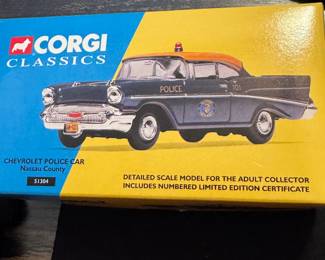 CORGI
CLASSICS
POLICE
CHEVROLET POLICE CAR
Nassau County
51304
DETAILED SCALE MODEL FOR THE ADULT COLLECTOR
INCLUDES NUMBERED LIMITED EDITION CERTIFICATE